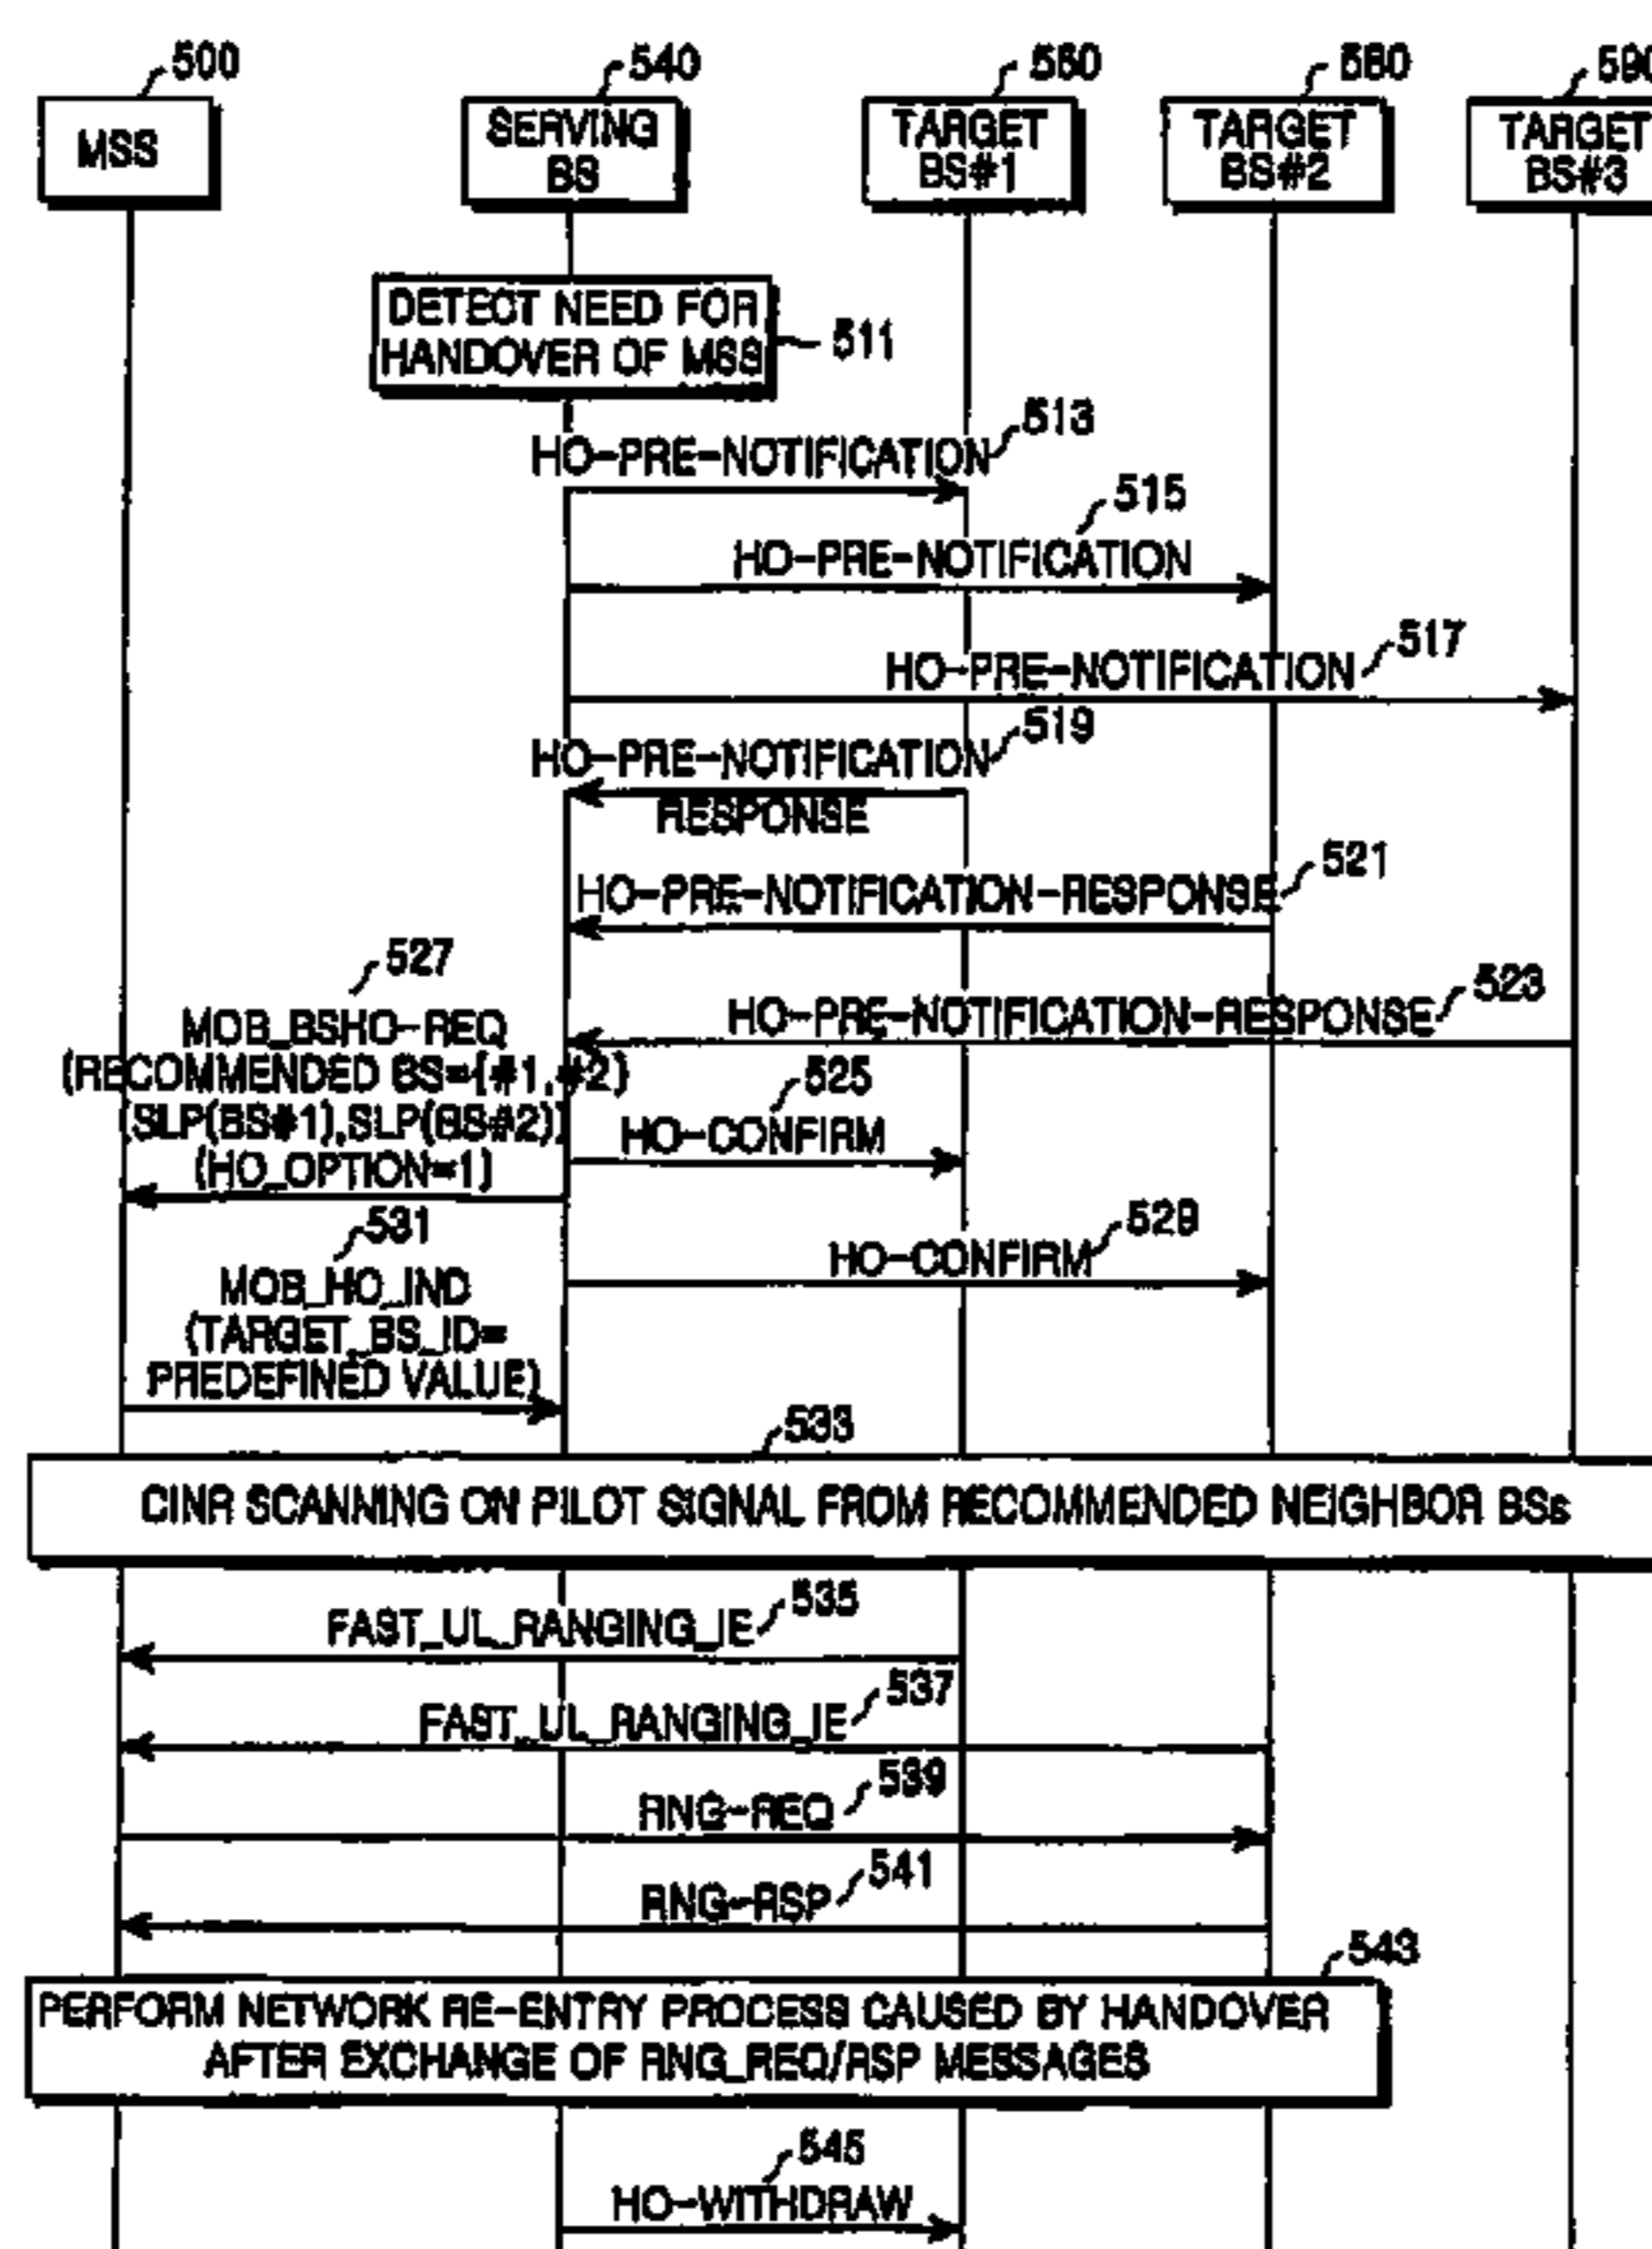 500
540
560
580
590
MSS
SERVING
BS
TARGET
BS#1
TARGET
BS#2
TARGET
BS#3
DETECT NEED FOR
HANDOVER OF MSS
511
513
HO-PRE-NOTIFICATION
515
HO-PRE-NOTIFICATION
517
HO-PRE-NOTIFICATION
519
HO-PRE-NOTIFICATION
RESPONSE
521
HO-PRE-NOTIFICATION-RESPONSE
523
HO-PRE-NOTIFICATION-RESPONSE
527
MOB_BSHO-REQ
(RECOMMENDED BS={#1,#2}
(SLP(BS#1),SLP(BS#2))
(HO_OPTION=1)
525
HO-CONFIRM
529
HO-CONFIRM
531
MOB_HO_IND
(TARGET_BS_ID=
PREDEFINED VALUE)
533
CINR SCANNING ON PILOT SIGNAL FROM RECOMMENDED NEIGHBOR BSs
535
FAST_UL_RANGING_IE
537
FAST_UL_RANGING_IE
539
RNG-REQ
541
RNG-RSP
543
PERFORM NETWORK RE-ENTRY PROCESS CAUSED BY HANDOVER
AFTER EXCHANGE OF RNG_REQ/RSP MESSAGES
545
HO-WITHDRAW